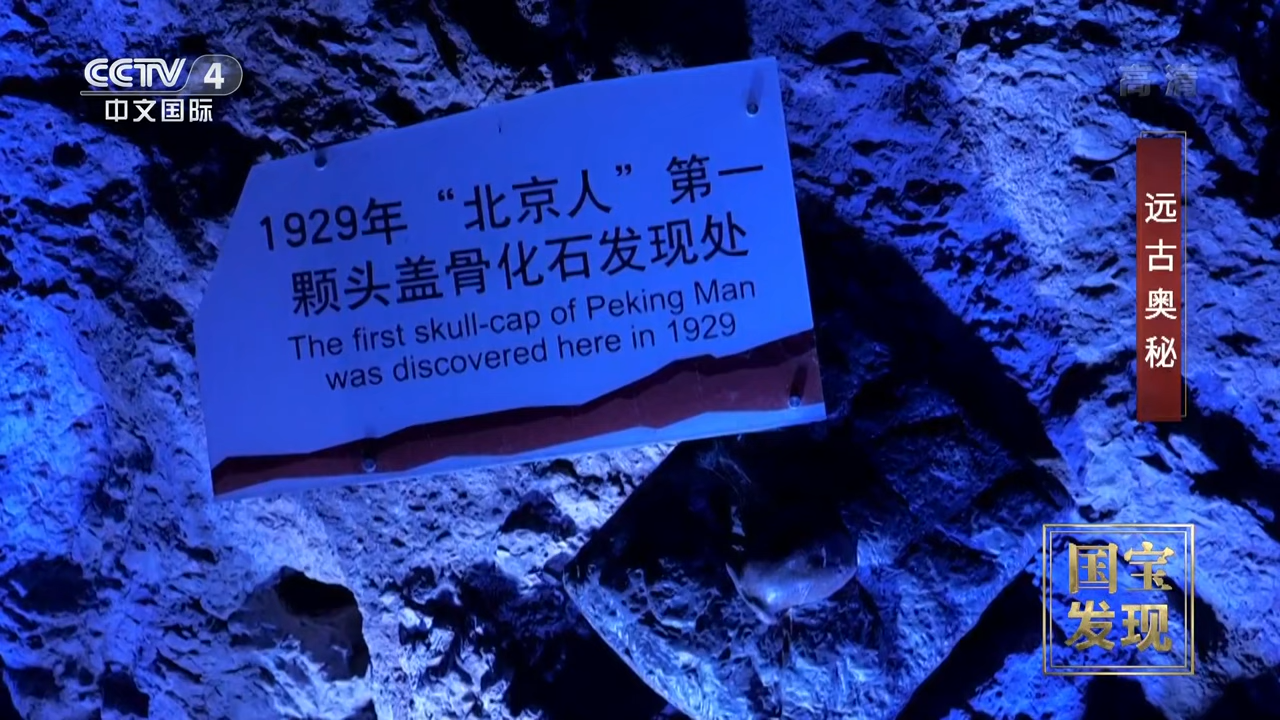 CCTV 4
中文国际
高清
1929年“北京人”第一
颗头盖骨化石发现处
The first skull-cap of Peking Man
was discovered here in 1929
远古奥秘
国宝
发现